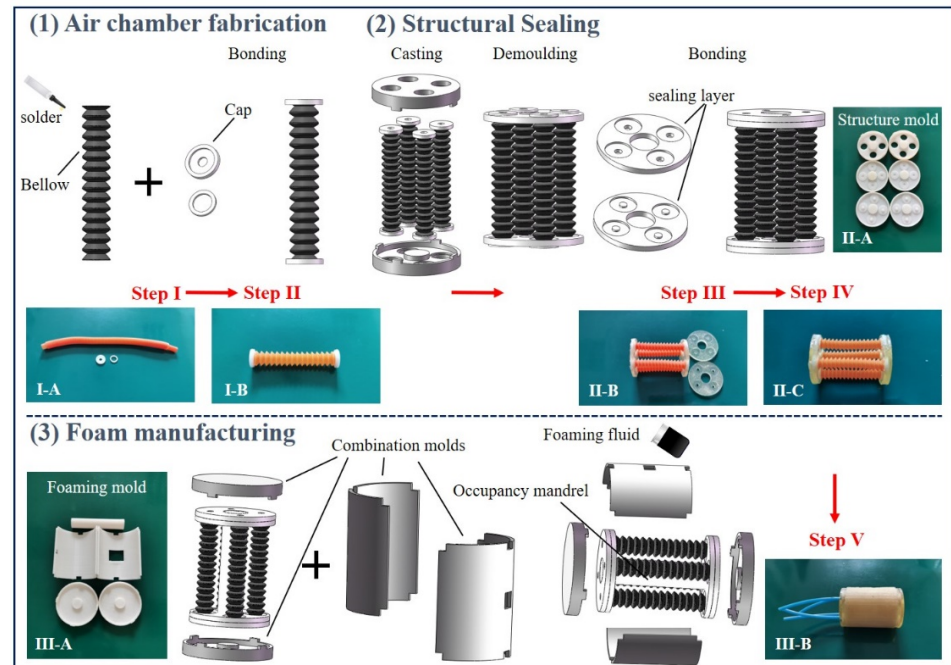 (1) Air chamber fabrication
Bonding
solder
Cap
Bellow
(2) Structural Sealing
Casting
Demoulding
Bonding
sealing layer
Structure mold
II-A
Step I
Step II
Step III
Step IV
I-A
I-B
II-B
II-C
(3) Foam manufacturing
Combination molds
Foaming fluid
Foaming mold
Occupancy mandrel
Step V
III-A
III-B